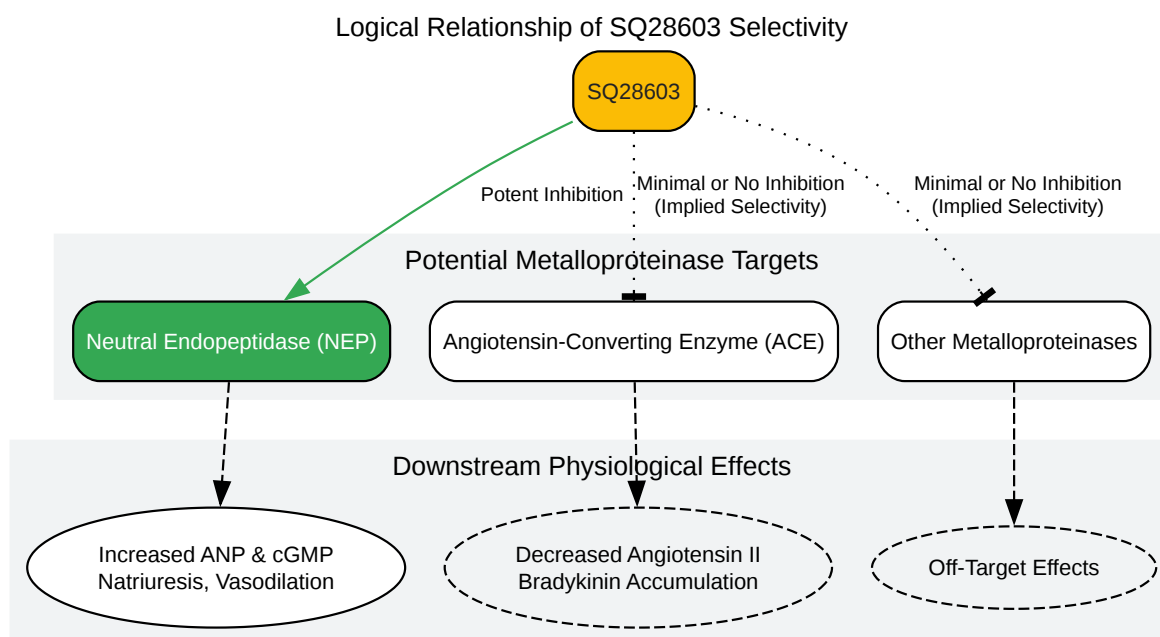 Logical Relationship of SQ28603 Selectivity
SQ28603
Potent Inhibition
Minimal or No Inhibition
(Implied Selectivity)
Minimal or No Inhibition
(Implied Selectivity)
Potential Metalloproteinase Targets
Neutral Endopeptidase (NEP)
Angiotensin-Converting Enzyme (ACE)
Other Metalloproteinases
Downstream Physiological Effects
Increased ANP & cGMP
Natriuresis, Vasodilation
Decreased Angiotensin II
Bradykinin Accumulation
Off-Target Effects